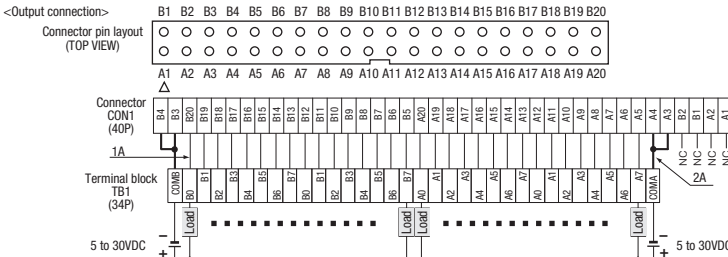 <Output connection>
B1 B2 B3 B4 B5 B6 B7 B8 B9 B10 B11 B12 B13 B14 B15 B16 B17 B18 B19 B20
Connector pin layout
(TOP VIEW)
A1 A2 A3 A4 A5 A6 A7 A8 A9 A10 A11 A12 A13 A14 A15 A16 A17 A18 A19 A20
Connector
CON1
(40P)
B4 B3 B20 B19 B18 B17 B16 B15 B14 B13 B12 B11 B10 B9 B8 B7 B6 B5 A20 A19 A18 A17 A16 A15 A14 A13 A12 A11 A10 A9 A8 A7 A6 A5 A4 A3 B2 B1 A2 A1
NC NC NC NC
1A
2A
Terminal block
TB1
(34P)
COMB B0 B1 B2 B3 B4 B5 B6 B7 B0 B1 B2 B3 B4 B5 B6 B7 A0 A1 A2 A3 A4 A5 A6 A7 A0 A1 A2 A3 A4 A5 A6 A7 COMA
Load Load Load Load
5 to 30VDC − + − + 5 to 30VDC